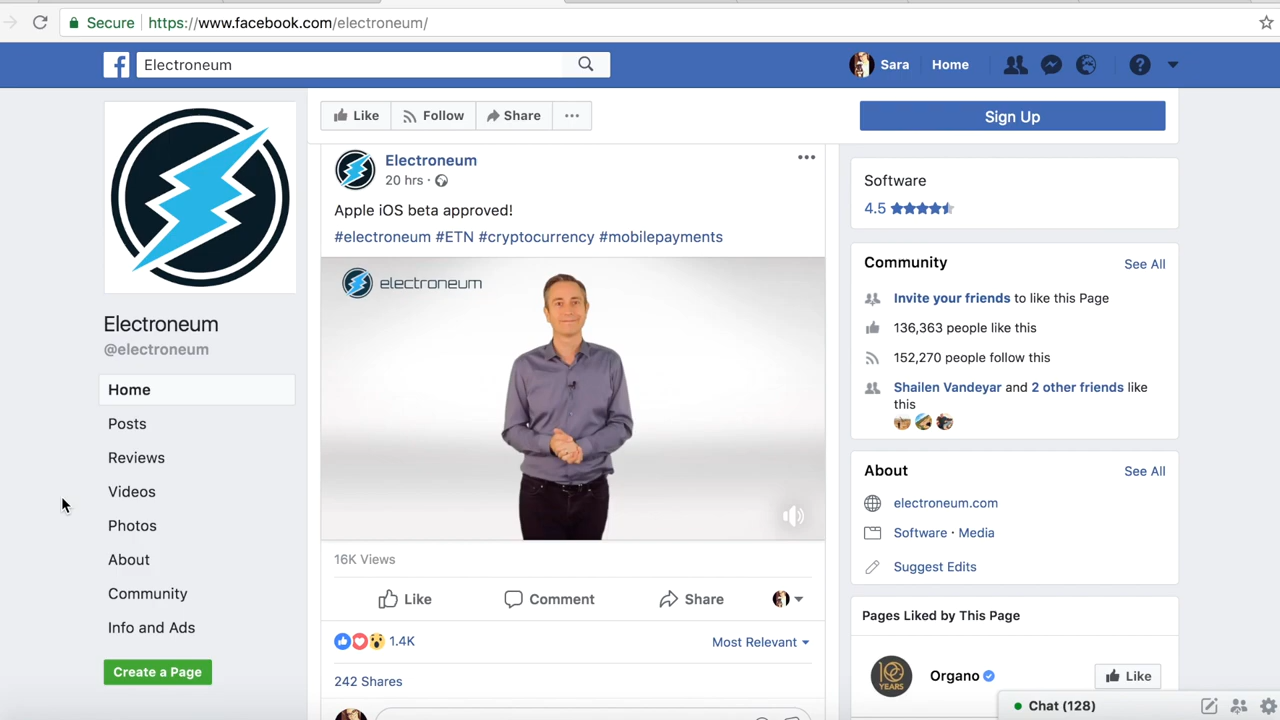 Secure https://www.facebook.com/electroneum/
Electroneum
Sara Home
Like Follow Share
Sign Up
Electroneum
@electroneum
Home
Posts
Reviews
Videos
Photos
About
Community
Info and Ads
Create a Page
Electroneum
20 hrs ·
Apple iOS beta approved!
#electroneum #ETN #cryptocurrency #mobilepayments
electroneum
16K Views
Like Comment Share
1.4K Most Relevant
242 Shares
Software
4.5
Community See All
Invite your friends to like this Page
136,363 people like this
152,270 people follow this
Shailen Vandeyar and 2 other friends like
this
About See All
electroneum.com
Software · Media
Suggest Edits
Pages Liked by This Page
10
YEARS
Organo Like
Chat (128)